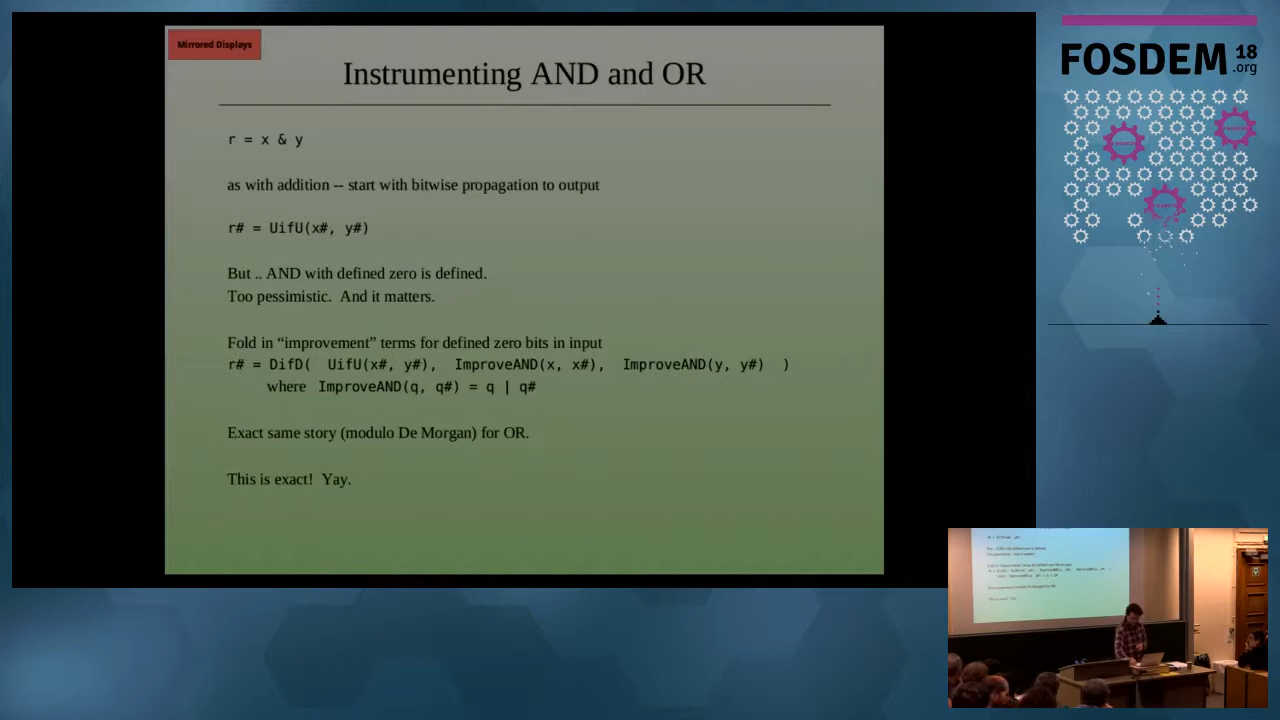 Mirrored Displays
Instrumenting AND and OR
r = x & y
as with addition -- start with bitwise propagation to output
r# = UifU(x#, y#)
But .. AND with defined zero is defined.
Too pessimistic. And it matters.
Fold in “improvement” terms for defined zero bits in input
r# = DifD( UifU(x#, y#), ImproveAND(x, x#), ImproveAND(y, y#) )
where ImproveAND(q, q#) = q | q#
Exact same story (modulo De Morgan) for OR.
This is exact! Yay.
FOSDEM 18
.org